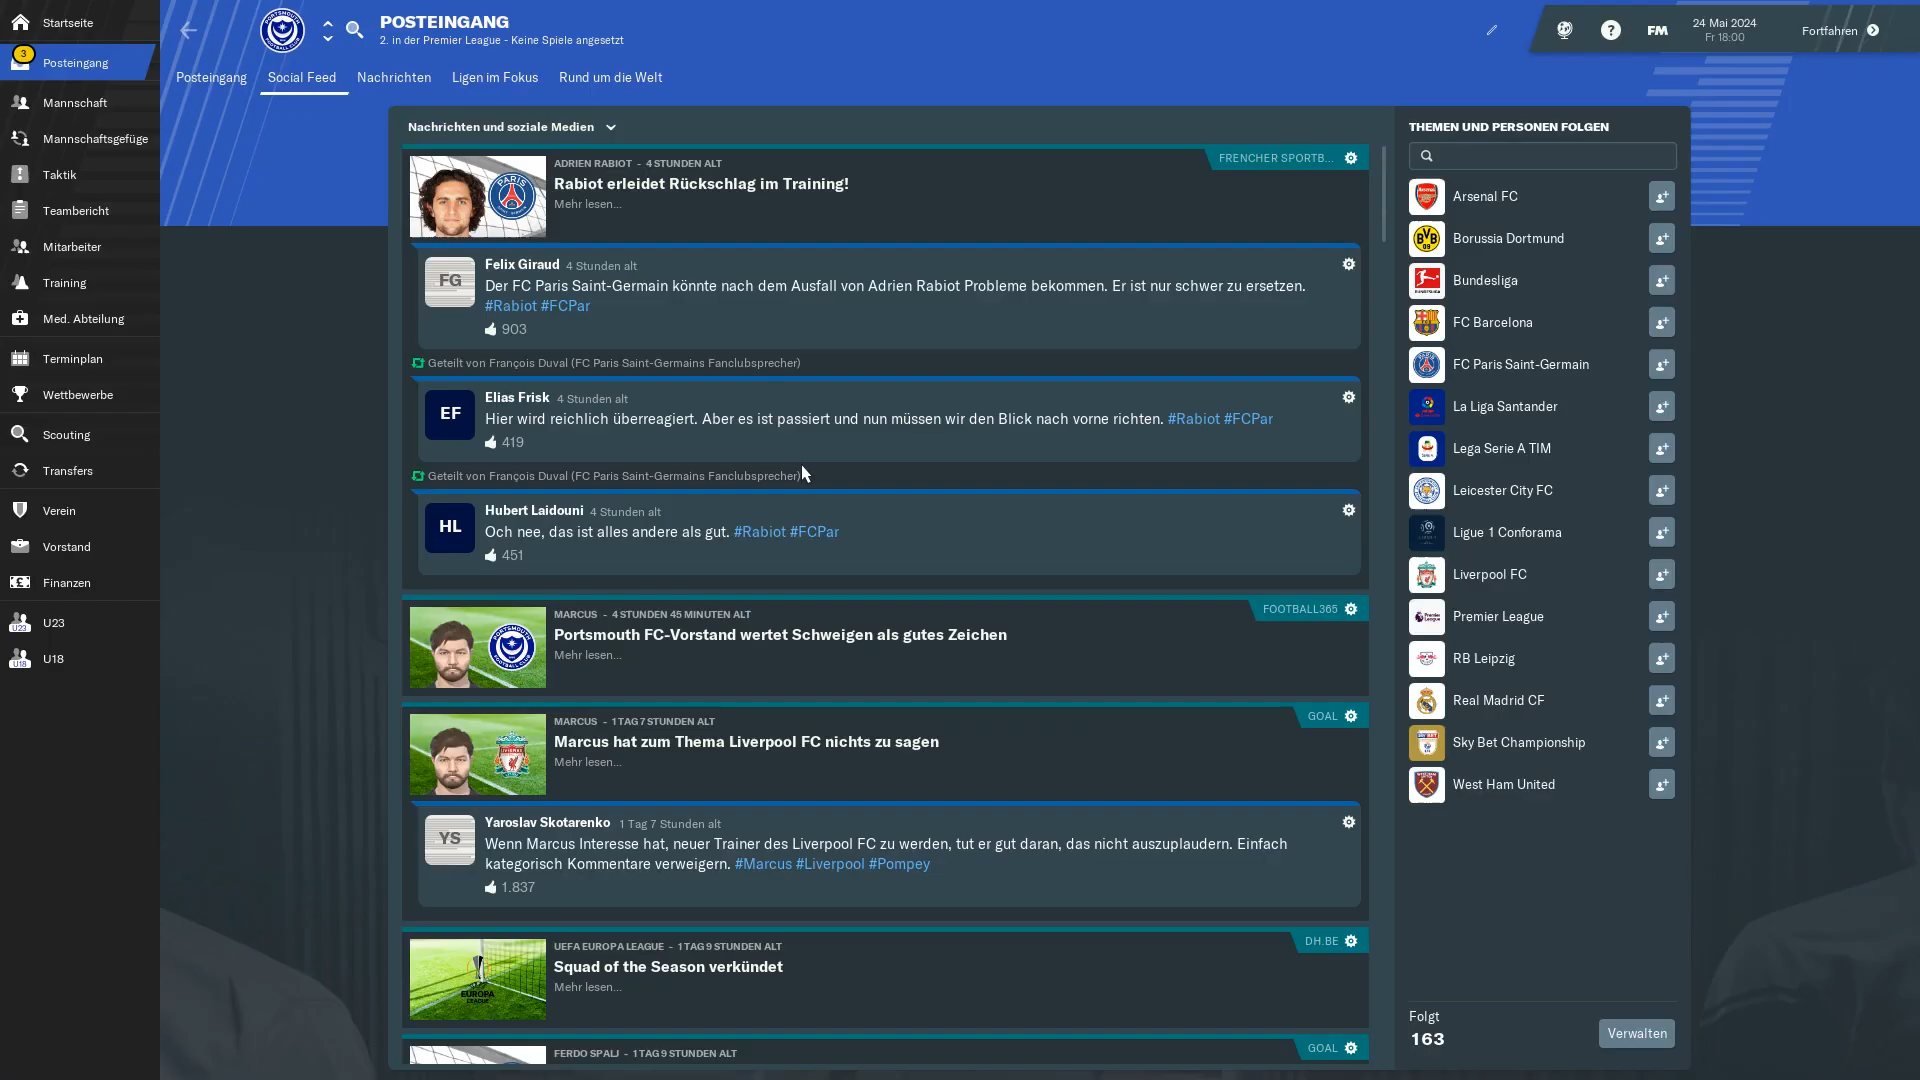 Startseite
3
Posteingang
Mannschaft
Mannschaftsgefüge
Taktik
Teambericht
Mitarbeiter
Training
Med. Abteilung
Terminplan
Wettbewerbe
Scouting
Transfers
Verein
Vorstand
Finanzen
U23
U23
U18
U18
POSTEINGANG
2. in der Premier League - Keine Spiele angesetzt
FM
24 Mai 2024
Fr 18:00
Fortfahren
Posteingang
Social Feed
Nachrichten
Ligen im Fokus
Rund um die Welt
Nachrichten und soziale Medien
ADRIEN RABIOT - 4 STUNDEN ALT
FRENCHER SPORTB...
Rabiot erleidet Rückschlag im Training!
Mehr lesen...
PARIS
FG
Felix Giraud 4 Stunden alt
Der FC Paris Saint-Germain könnte nach dem Ausfall von Adrien Rabiot Probleme bekommen. Er ist nur schwer zu ersetzen.
#Rabiot #FCPar
903
Geteilt von François Duval (FC Paris Saint-Germains Fanclubsprecher)
EF
Elias Frisk 4 Stunden alt
Hier wird reichlich überreagiert. Aber es ist passiert und nun müssen wir den Blick nach vorne richten. #Rabiot #FCPar
419
Geteilt von François Duval (FC Paris Saint-Germains Fanclubsprecher)
HL
Hubert Laidouni 4 Stunden alt
Och nee, das ist alles andere als gut. #Rabiot #FCPar
451
MARCUS - 4 STUNDEN 45 MINUTEN ALT
FOOTBALL365
Portsmouth FC-Vorstand wertet Schweigen als gutes Zeichen
Mehr lesen...
MARCUS - 1 TAG 7 STUNDEN ALT
GOAL
Marcus hat zum Thema Liverpool FC nichts zu sagen
Mehr lesen...
YS
Yaroslav Skotarenko 1 Tag 7 Stunden alt
Wenn Marcus Interesse hat, neuer Trainer des Liverpool FC zu werden, tut er gut daran, das nicht auszuplaudern. Einfach
kategorisch Kommentare verweigern. #Marcus #Liverpool #Pompey
1.837
UEFA EUROPA LEAGUE - 1 TAG 9 STUNDEN ALT
DH.BE
Squad of the Season verkündet
Mehr lesen...
EUROPA
LEAGUE
FERDO SPALJ - 1 TAG 9 STUNDEN ALT
GOAL
THEMEN UND PERSONEN FOLGEN
Arsenal FC
Borussia Dortmund
Bundesliga
FC Barcelona
FC Paris Saint-Germain
La Liga Santander
Lega Serie A TIM
Leicester City FC
Ligue 1 Conforama
Liverpool FC
Premier League
RB Leipzig
Real Madrid CF
Sky Bet Championship
West Ham United
Folgt
163
Verwalten